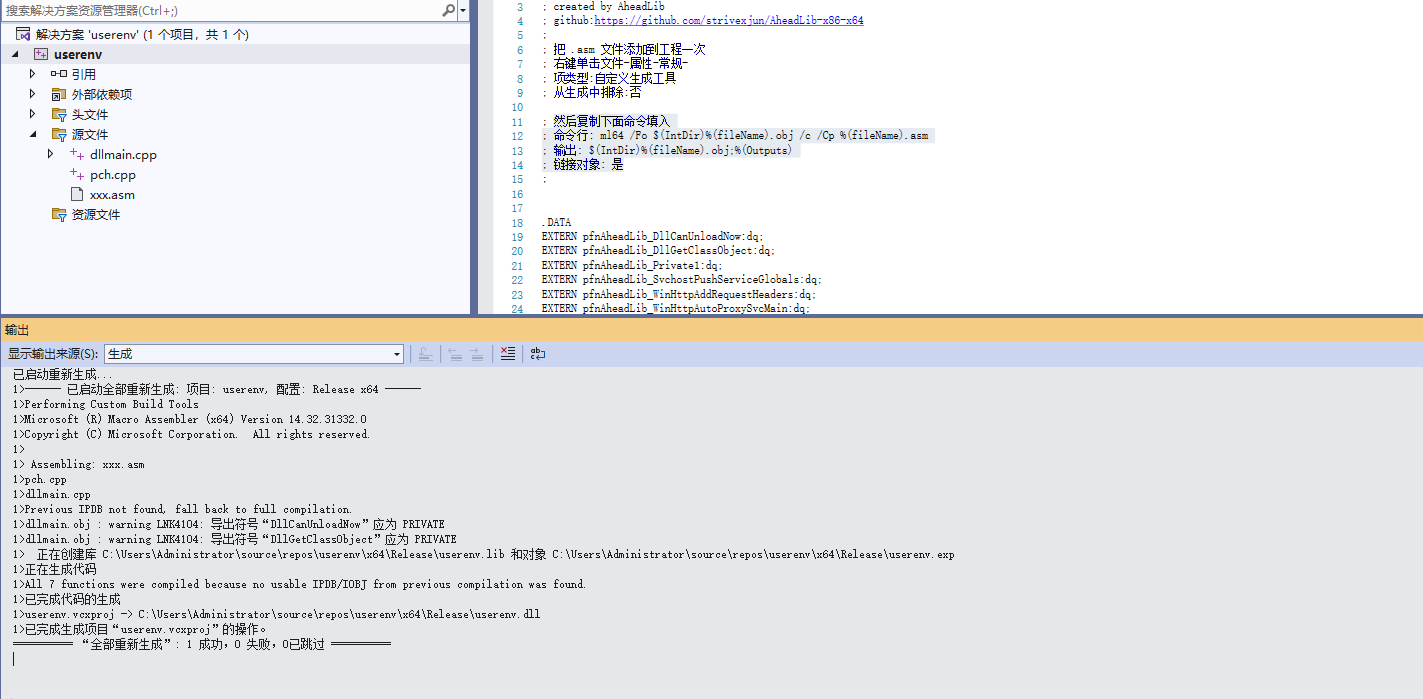 搜索解决方案资源管理器(Ctrl+;)
解决方案 'userenv' (1 个项目，共 1 个)
userenv
引用
外部依赖项
头文件
源文件
dllmain.cpp
pch.cpp
xxx.asm
资源文件
3 ; created by AheadLib
4 ; github:https://github.com/strivexjun/AheadLib-x86-x64
5 ;
6 ; 把 .asm 文件添加到工程一次
7 ; 右键单击文件-属性-常规-
8 ; 项类型:自定义生成工具
9 ; 从生成中排除:否
10
11 ; 然后复制下面命令填入
12 ; 命令行: ml64 /Fo $(IntDir)%(fileName).obj /c /Cp %(fileName).asm
13 ; 输出: $(IntDir)%(fileName).obj;%(Outputs)
14 ; 链接对象: 是
15 ;
16
17
18 .DATA
19 EXTERN pfnAheadLib_DllCanUnloadNow:dq;
20 EXTERN pfnAheadLib_DllGetClassObject:dq;
21 EXTERN pfnAheadLib_Private1:dq;
22 EXTERN pfnAheadLib_SvchostPushServiceGlobals:dq;
23 EXTERN pfnAheadLib_WinHttpAddRequestHeaders:dq;
24 EXTERN pfnAheadLib_WinHttpAutoProxySvcMain:dq;
输出
显示输出来源(S): 生成
已启动重新生成...
1>------ 已启动全部重新生成: 项目: userenv, 配置: Release x64 ------
1>Performing Custom Build Tools
1>Microsoft (R) Macro Assembler (x64) Version 14.32.31332.0
1>Copyright (C) Microsoft Corporation.  All rights reserved.
1>
1> Assembling: xxx.asm
1>pch.cpp
1>dllmain.cpp
1>Previous IPDB not found, fall back to full compilation.
1>dllmain.obj : warning LNK4104: 导出符号“DllCanUnloadNow”应为 PRIVATE
1>dllmain.obj : warning LNK4104: 导出符号“DllGetClassObject”应为 PRIVATE
1>  正在创建库 C:\Users\Administrator\source\repos\userenv\x64\Release\userenv.lib 和对象 C:\Users\Administrator\source\repos\userenv\x64\Release\userenv.exp
1>正在生成代码
1>All 7 functions were compiled because no usable IPDB/IOBJ from previous compilation was found.
1>已完成代码的生成
1>userenv.vcxproj -> C:\Users\Administrator\source\repos\userenv\x64\Release\userenv.dll
1>已完成生成项目“userenv.vcxproj”的操作。
========== “全部重新生成”: 1 成功，0 失败，0已跳过 ==========